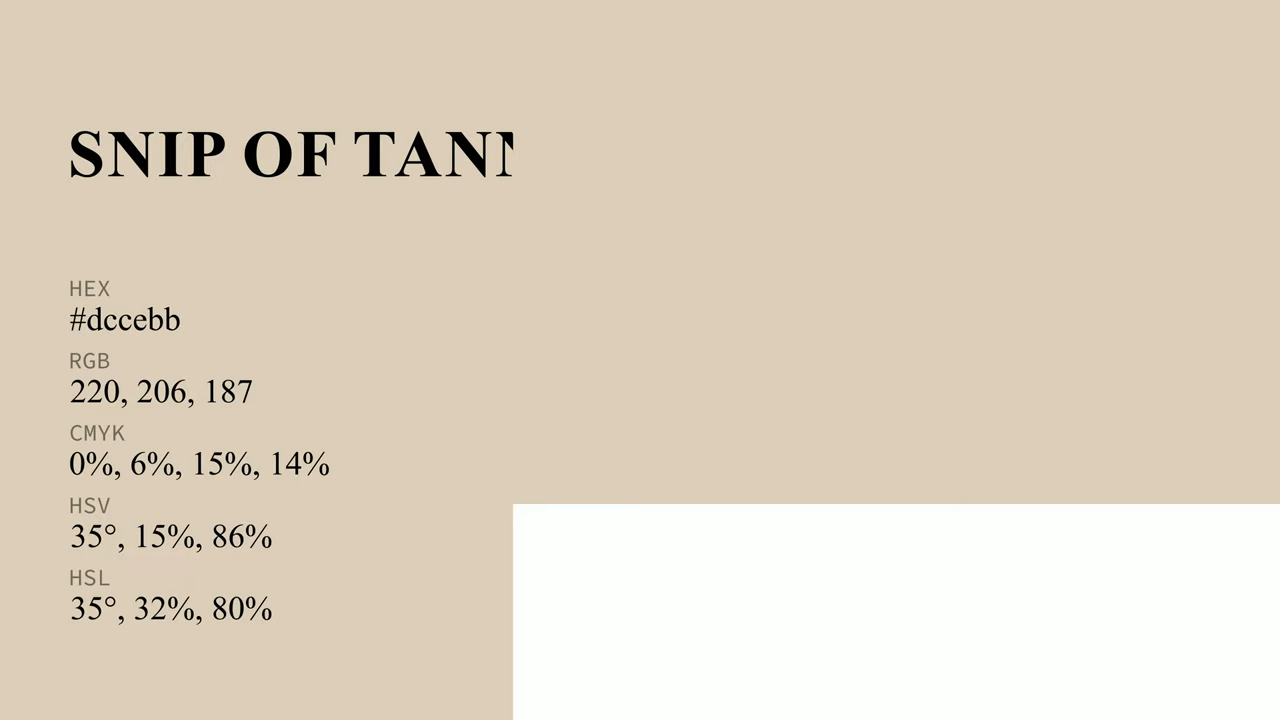 SNIP OF TANN
HEX
#dccebb
RGB
220, 206, 187
CMYK
0%, 6%, 15%, 14%
HSV
35°, 15%, 86%
HSL
35°, 32%, 80%